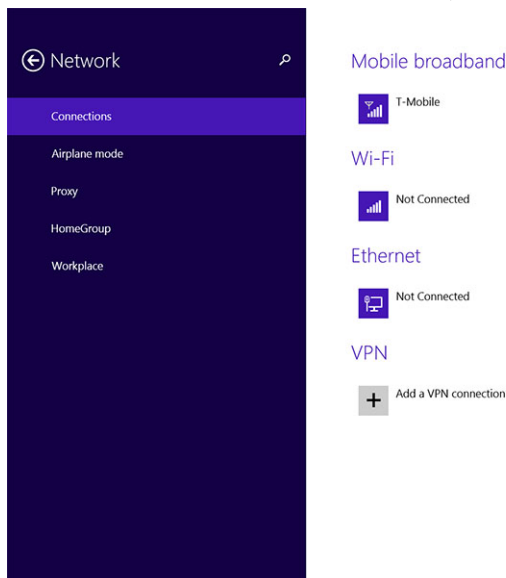 Network
Connections
Airplane mode
Proxy
HomeGroup
Workplace
Mobile broadband
T-Mobile
Wi-Fi
Not Connected
Ethernet
Not Connected
VPN
Add a VPN connection